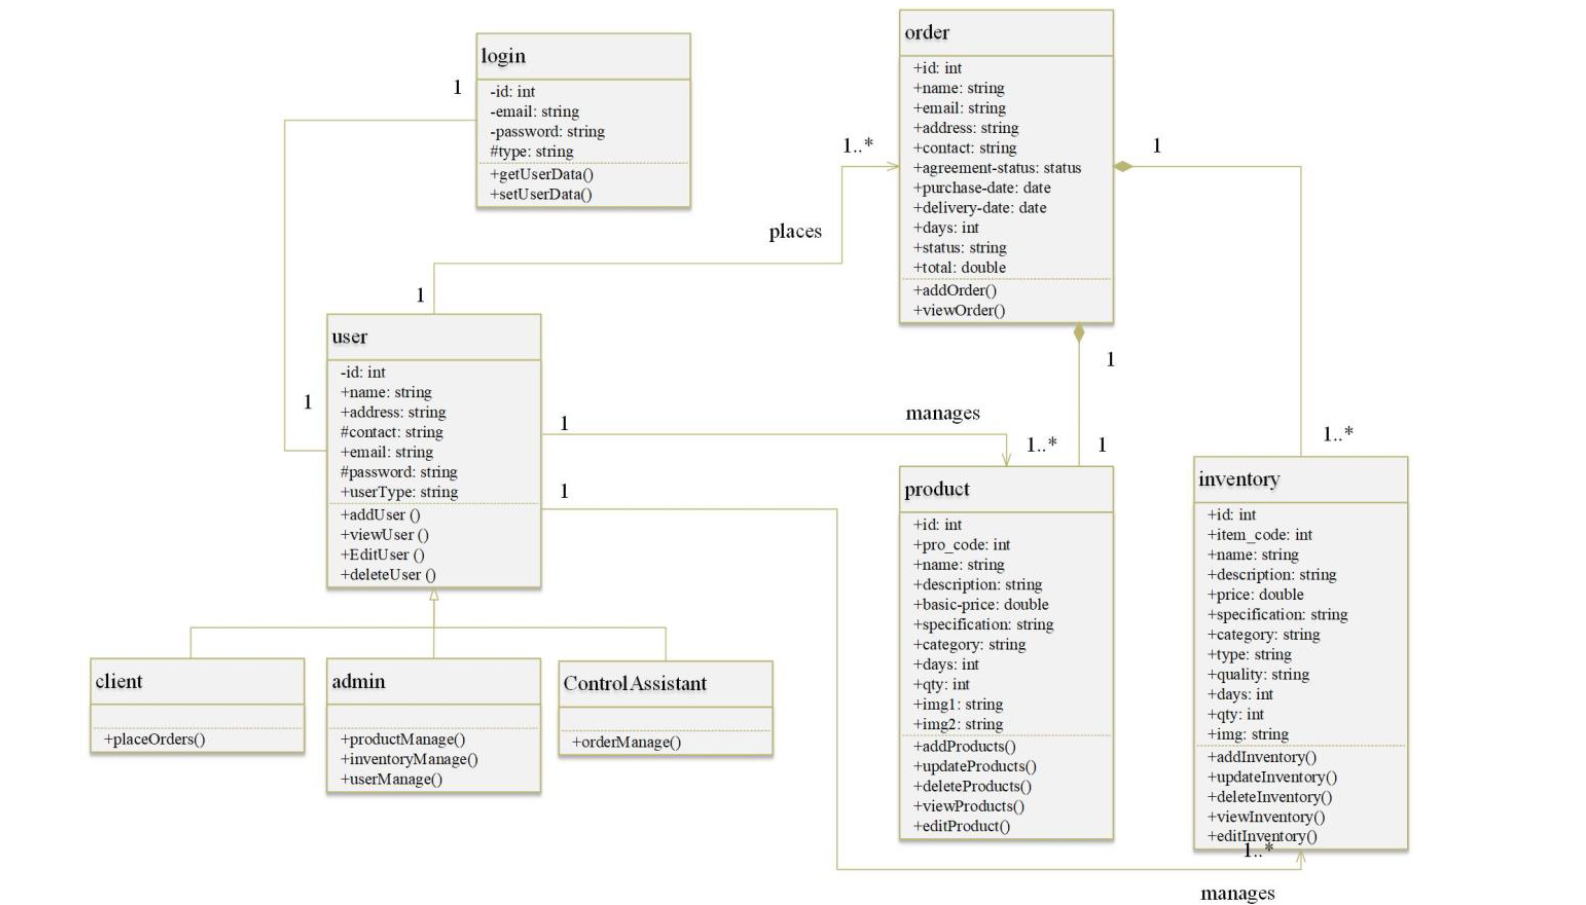 login
-id: int
-email: string
-password: string
#type: string
+getUserData()
+setUserData()
1
order
+id: int
+name: string
+email: string
+address: string
+contact: string
+agreement-status: status
+purchase-date: date
+delivery-date: date
+days: int
+status: string
+total: double
+addOrder()
+viewOrder()
1..*
1
places
1
user
-id: int
+name: string
+address: string
#contact: string
+email: string
#password: string
+userType: string
+addUser ()
+viewUser ()
+EditUser ()
+deleteUser ()
1
1
manages
1..*
1
1
1
1..*
product
+id: int
+pro_code: int
+name: string
+description: string
+basic-price: double
+specification: string
+category: string
+days: int
+qty: int
+img1: string
+img2: string
+addProducts()
+updateProducts()
+deleteProducts()
+viewProducts()
+editProduct()
inventory
+id: int
+item_code: int
+name: string
+description: string
+price: double
+specification: string
+category: string
+type: string
+quality: string
+days: int
+qty: int
+img: string
+addInventory()
+updateInventory()
+deleteInventory()
+viewInventory()
+editInventory()
1..*
manages
client
+placeOrders()
admin
+productManage()
+inventoryManage()
+userManage()
ControlAssistant
+orderManage()